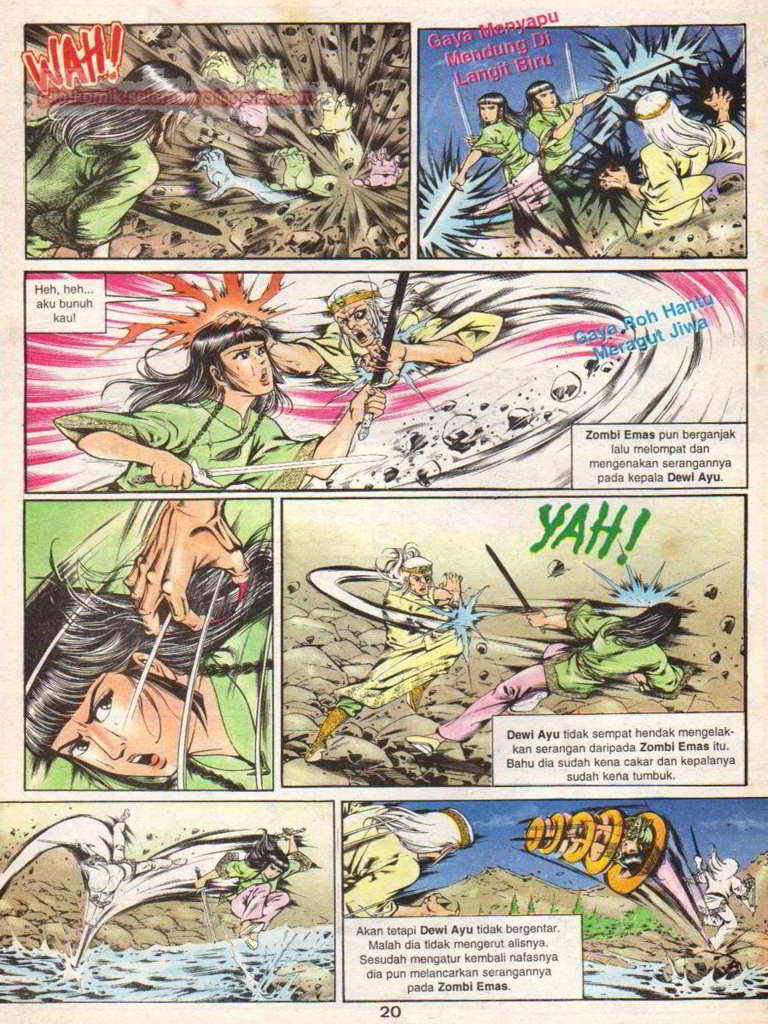 WAH!
Gaya Menyapu
Mendung Di
Langit Biru
Heh, heh...
aku bunuh
kau!
Gaya Roh Hantu
Meragut Jiwa
Zombi Emas pun berganjak
lalu melompat dan
mengenakan serangannya
pada kepala Dewi Ayu.
YAH!
Dewi Ayu tidak sempat hendak mengelak-
kan serangan daripada Zombi Emas itu.
Bahu dia sudah kena cakar dan kepalanya
sudah kena tumbuk.
Akan tetapi Dewi Ayu tidak bergentar.
Malah dia tidak mengerut alisnya.
Sesudah mengatur kembali nafasnya
dia pun melancarkan serangannya
pada Zombi Emas.
20